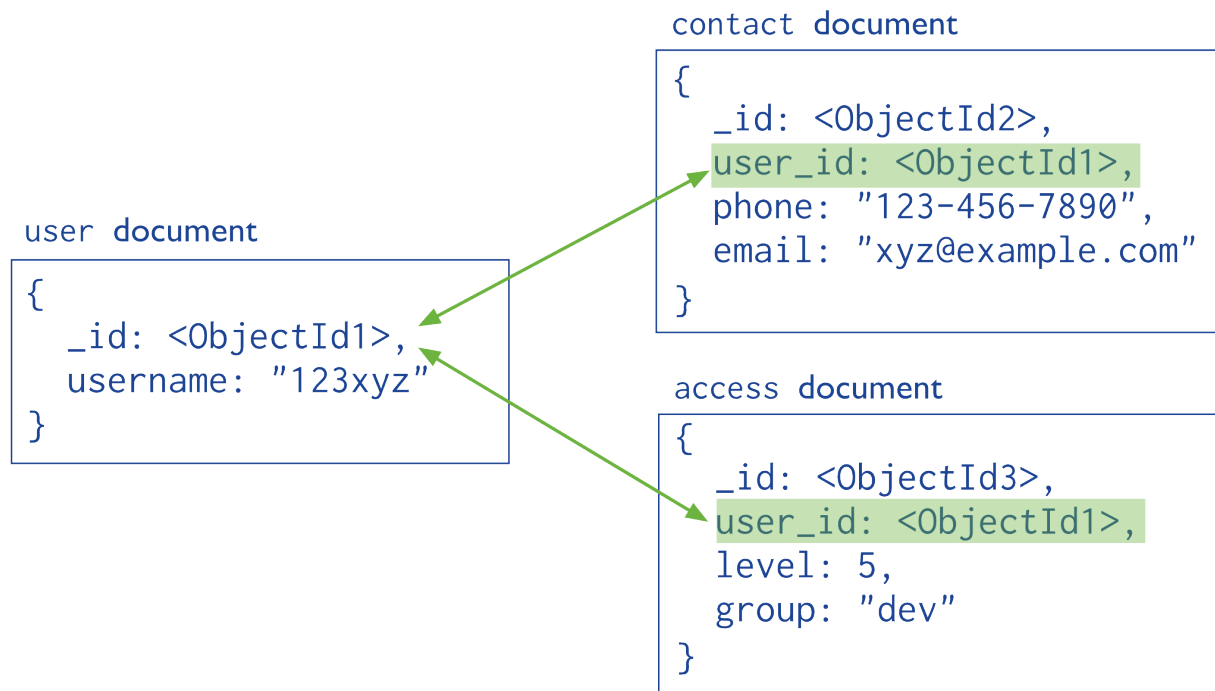 contact document
{
_id: <ObjectId2>,
user_id: <ObjectId1>,
phone: "123-456-7890",
email: "xyz@example.com"
}
user document
{
_id: <ObjectId1>,
username: "123xyz"
}
access document
{
_id: <ObjectId3>,
user_id: <ObjectId1>,
level: 5,
group: "dev"
}